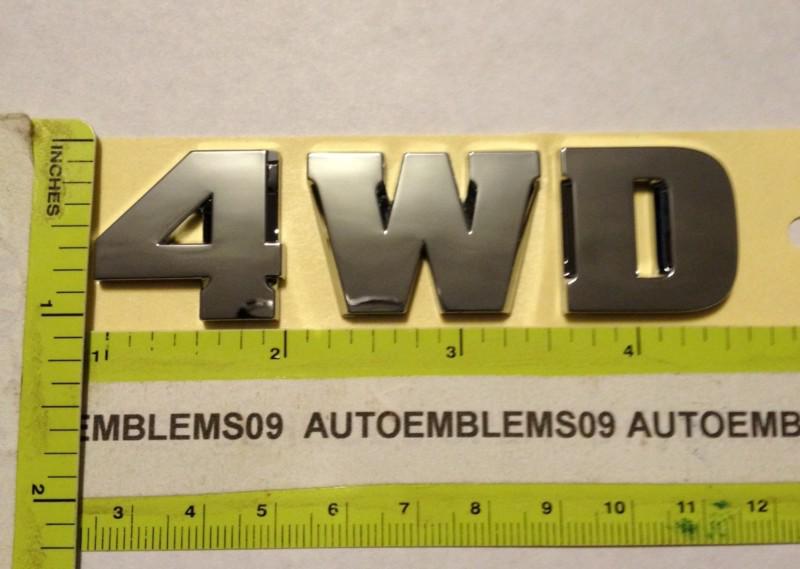 4WD
INCHES
1
2
1 2 3 4
EMBLEMS09 AUTOEMBLEMS09 AUTOEMB
3 4 5 6 7 8 9 10 11 12